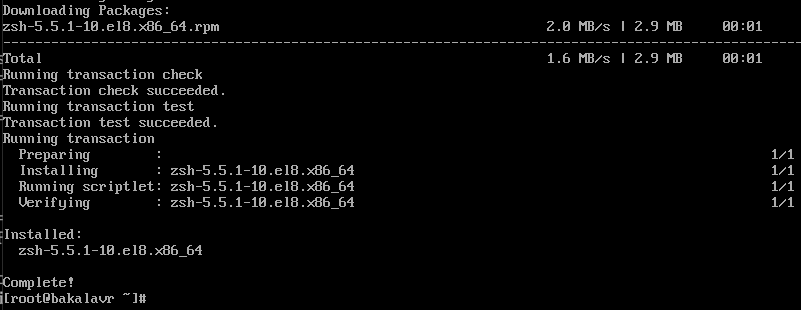 Downloading Packages:
zsh-5.5.1-10.el8.x86_64.rpm 2.0 MB/s | 2.9 MB 00:01
--------------------------------------------------------------------------------
Total 1.6 MB/s | 2.9 MB 00:01
Running transaction check
Transaction check succeeded.
Running transaction test
Transaction test succeeded.
Running transaction
  Preparing        : 1/1
  Installing       : zsh-5.5.1-10.el8.x86_64 1/1
  Running scriptlet: zsh-5.5.1-10.el8.x86_64 1/1
  Verifying        : zsh-5.5.1-10.el8.x86_64 1/1
Installed:
  zsh-5.5.1-10.el8.x86_64
Complete!
[root@bakalavr ~]#